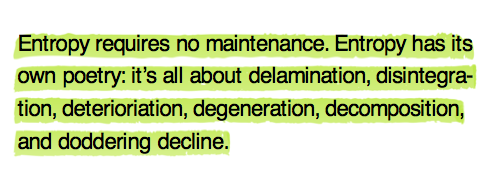 Entropy requires no maintenance. Entropy has its
own poetry: it’s all about delamination, disintegra-
tion, deterioriation, degeneration, decomposition,
and doddering decline.